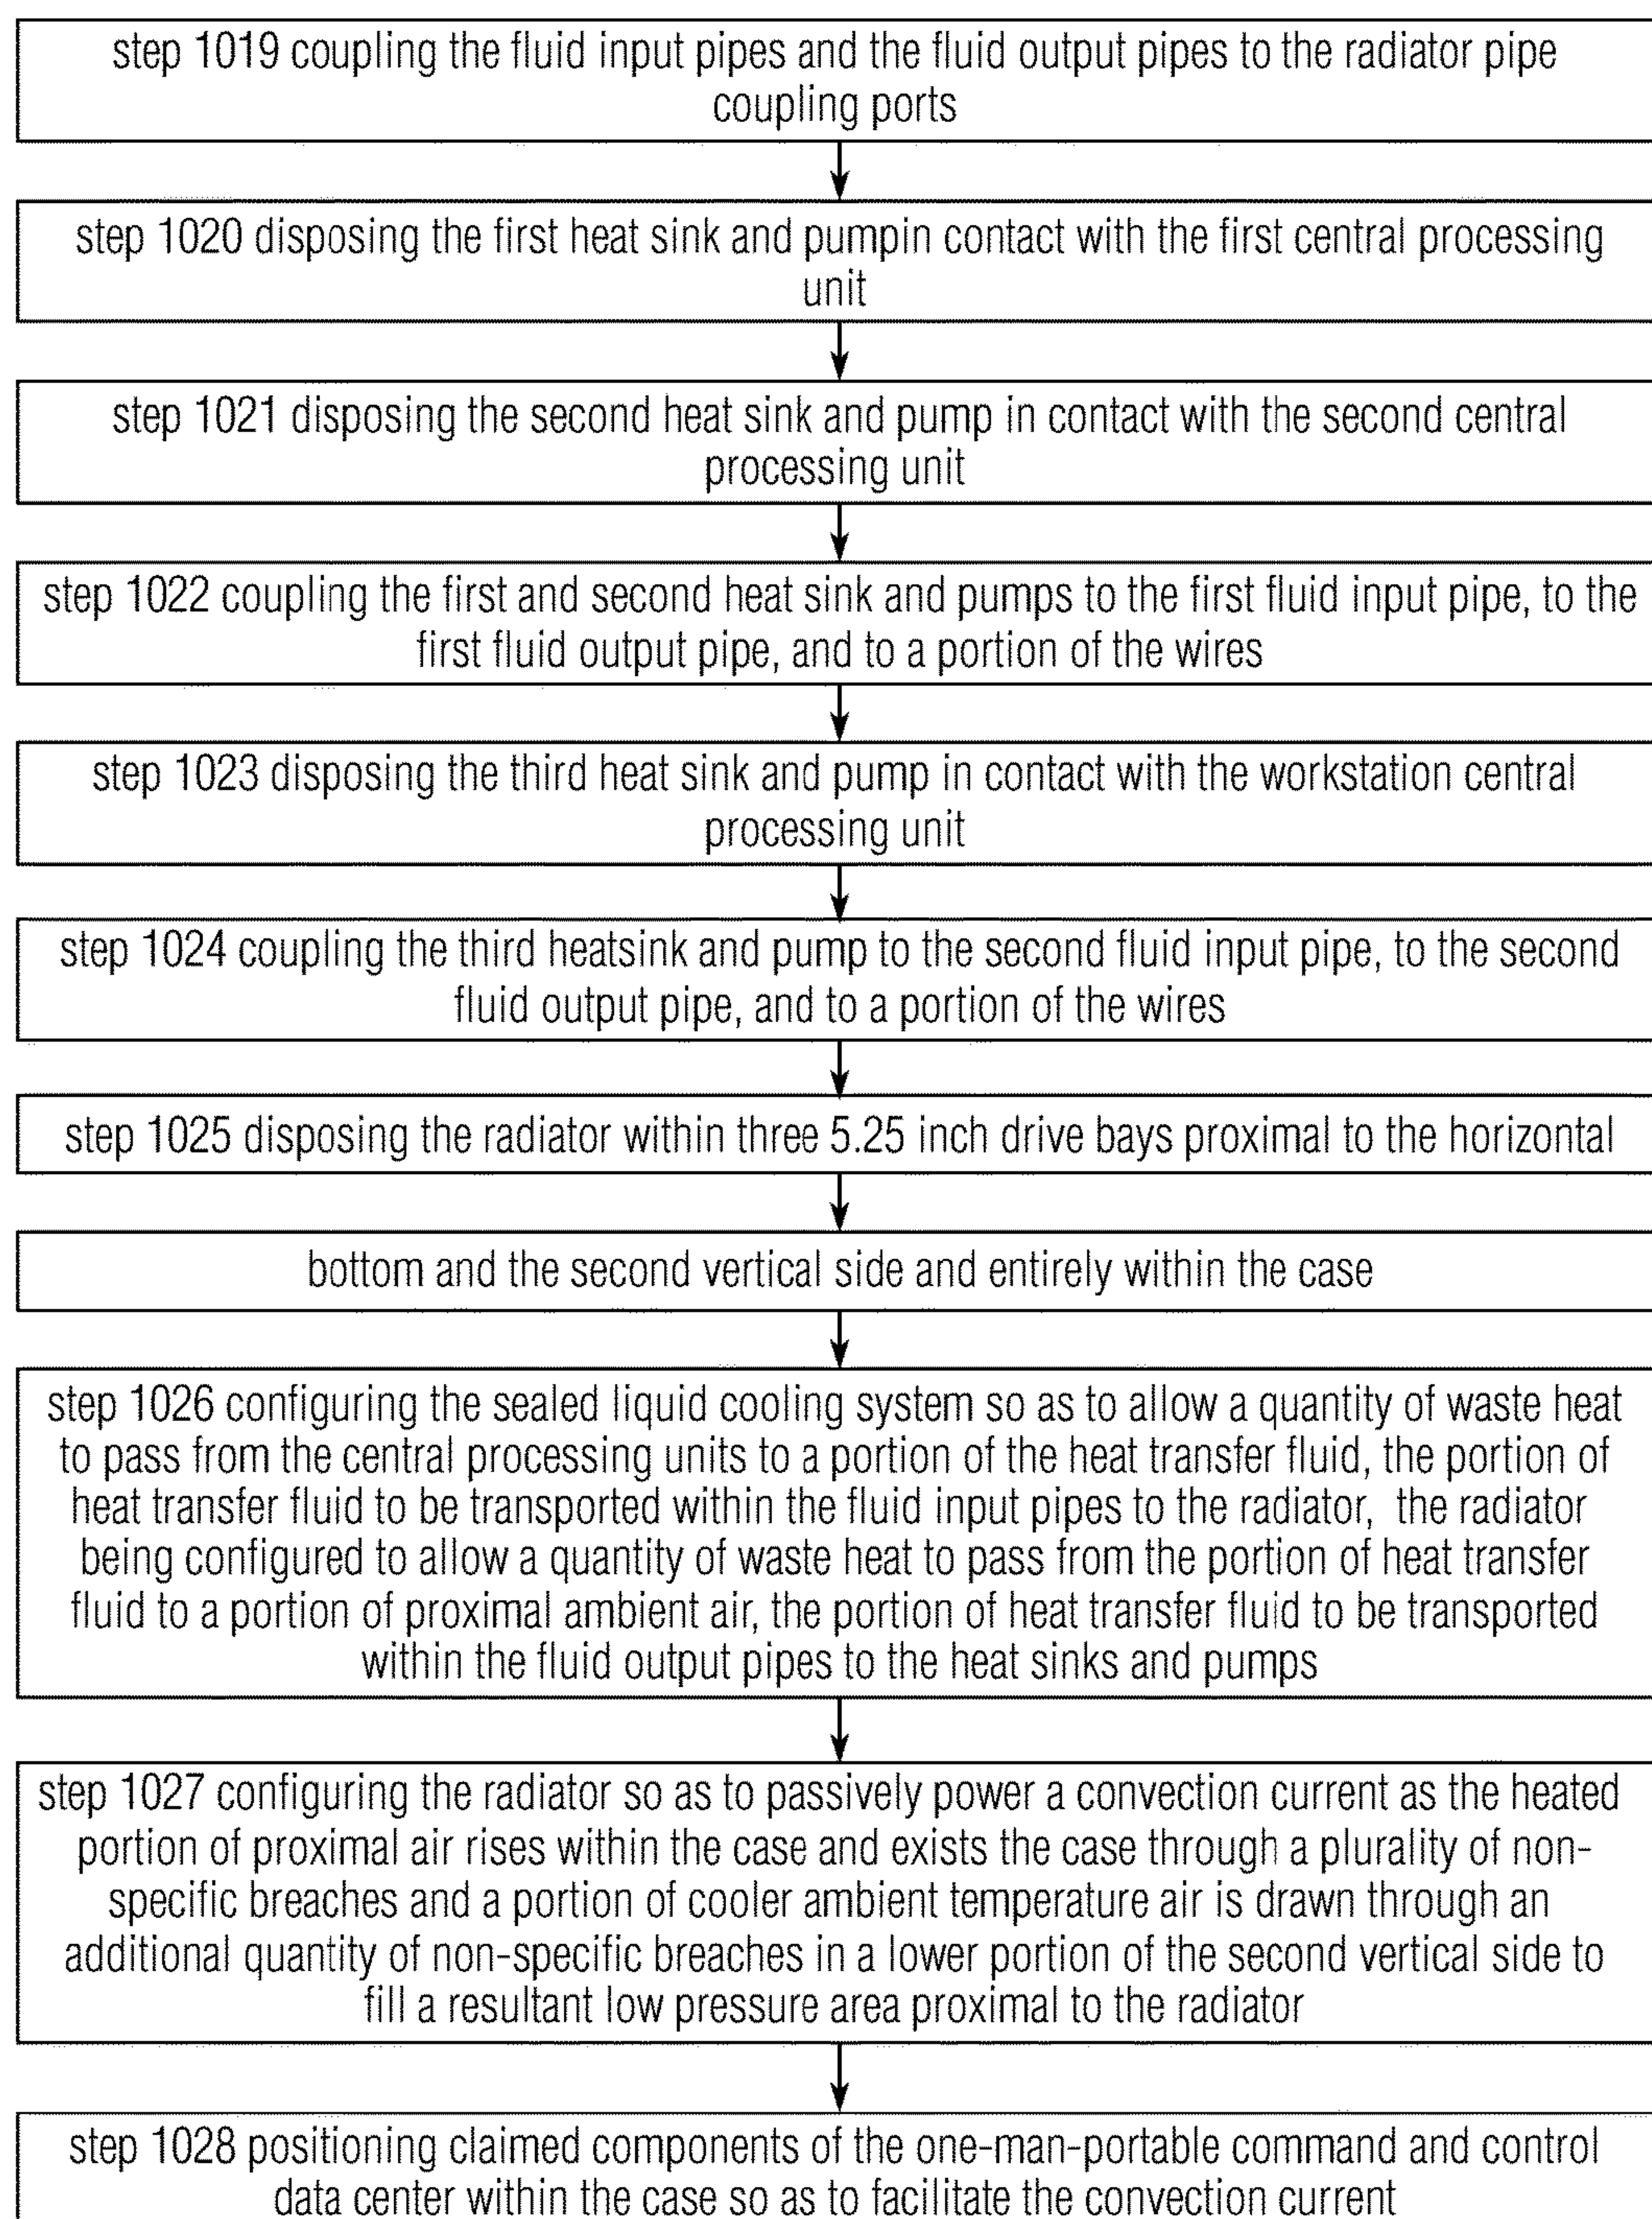 step 1019 coupling the fluid input pipes and the fluid output pipes to the radiator pipe
coupling ports
step 1020 disposing the first heat sink and pumpin contact with the first central processing
unit
step 1021 disposing the second heat sink and pump in contact with the second central
processing unit
step 1022 coupling the first and second heat sink and pumps to the first fluid input pipe, to the
first fluid output pipe, and to a portion of the wires
step 1023 disposing the third heat sink and pump in contact with the workstation central
processing unit
step 1024 coupling the third heatsink and pump to the second fluid input pipe, to the second
fluid output pipe, and to a portion of the wires
step 1025 disposing the radiator within three 5.25 inch drive bays proximal to the horizontal
bottom and the second vertical side and entirely within the case
step 1026 configuring the sealed liquid cooling system so as to allow a quantity of waste heat
to pass from the central processing units to a portion of the heat transfer fluid, the portion of
heat transfer fluid to be transported within the fluid input pipes to the radiator, the radiator
being configured to allow a quantity of waste heat to pass from the portion of heat transfer
fluid to a portion of proximal ambient air, the portion of heat transfer fluid to be transported
within the fluid output pipes to the heat sinks and pumps
step 1027 configuring the radiator so as to passively power a convection current as the heated
portion of proximal air rises within the case and exists the case through a plurality of non-
specific breaches and a portion of cooler ambient temperature air is drawn through an
additional quantity of non-specific breaches in a lower portion of the second vertical side to
fill a resultant low pressure area proximal to the radiator
step 1028 positioning claimed components of the one-man-portable command and control
data center within the case so as to facilitate the convection current